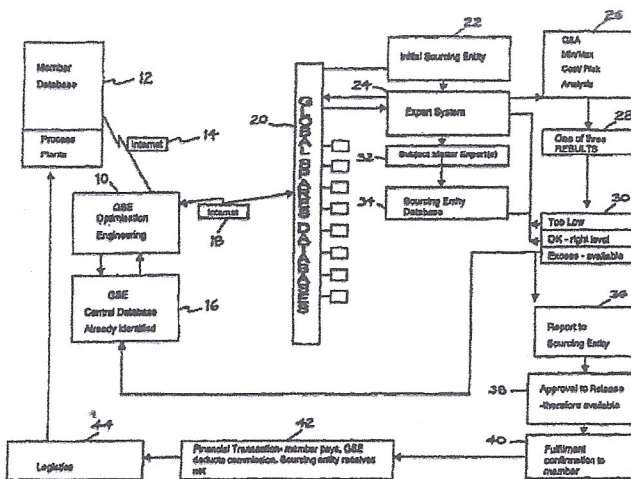 22
26
Initial Sourcing Entity
Member
Database
12
Q&A
Min/Max
Cost/ Risk
Analysis
24
Expert System
20
GLOBAL SPARES DATABASES
Process
Plants
Internet
14
28
One of three
RESULTS
32
Subject Matter Expert(s)
10
GSE
Optimisation
Engineering
34
Sourcing Entity
Database
30
Too Low
OK - right level
Excess - available
Internet
18
GSE
Central Database
Already Identified
16
36
Report to
Sourcing Entity
38
Approval to Release
-therefore available
44
Logistics
42
Financial Transaction- member pays, GSE
deducts commission. Sourcing entity receives
net
40
Fulfilment
confirmation to
member